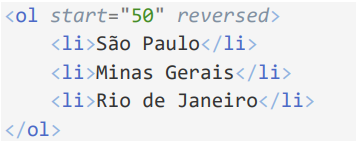 <ol start="50" reversed>
    <li>São Paulo</li>
    <li>Minas Gerais</li>
    <li>Rio de Janeiro</li>
</ol>